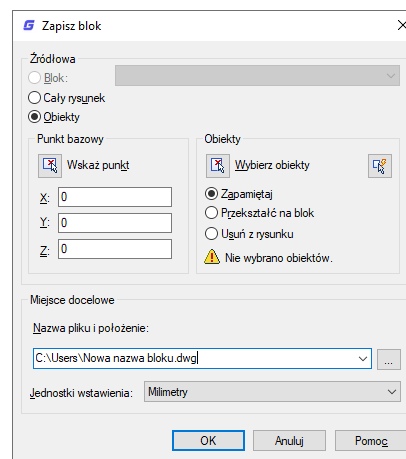 Zapisz blok
Źródłowa
Blok:
Cały rysunek
Obiekty
Punkt bazowy
Wskaż punkt
X: 0
Y: 0
Z: 0
Obiekty
Wybierz obiekty
Zapamiętaj
Przekształć na blok
Usuń z rysunku
Nie wybrano obiektów.
Miejsce docelowe
Nazwa pliku i położenie:
C:\Users\Nowa nazwa bloku.dwg
...
Jednostki wstawienia: Milimetry
OK Anuluj Pomoc